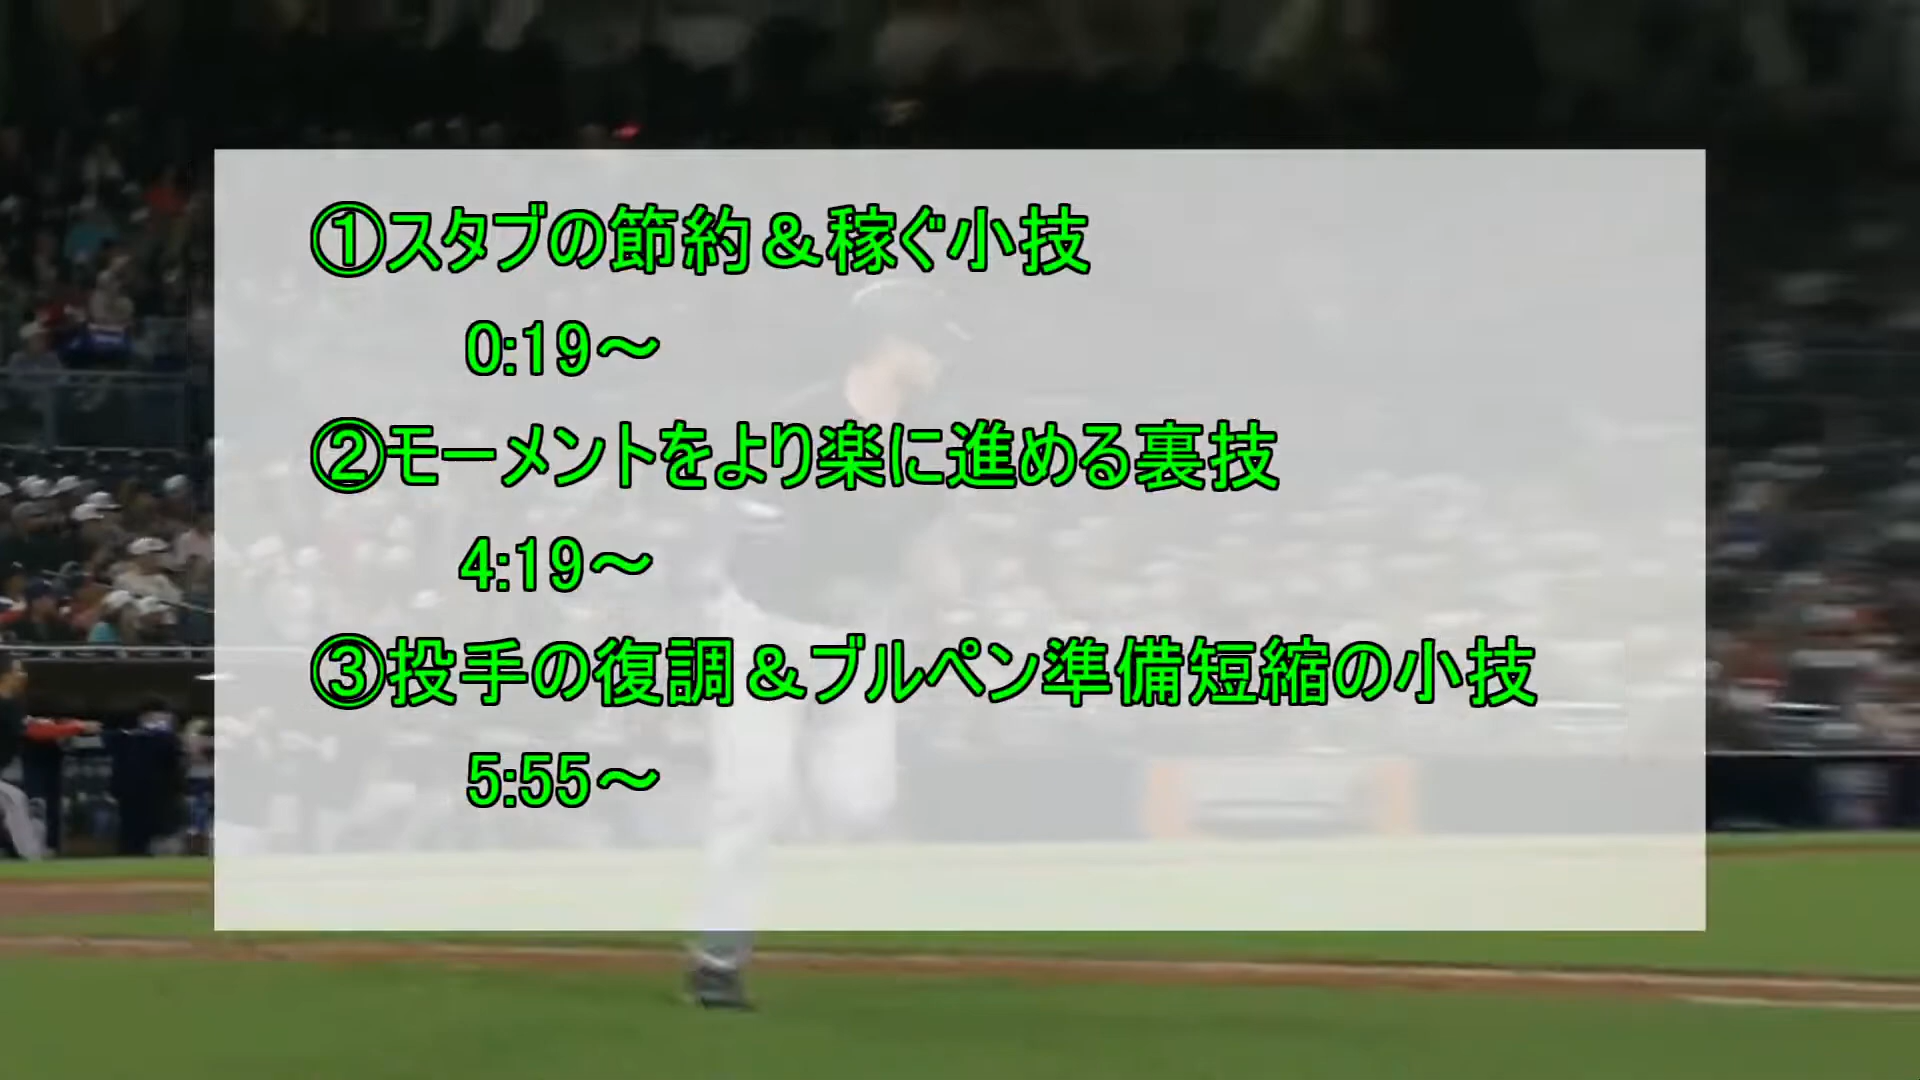 ①スタブの節約＆稼ぐ小技
0:19～
②モーメントをより楽に進める裏技
4:19～
③投手の復調＆ブルペン準備短縮の小技
5:55～